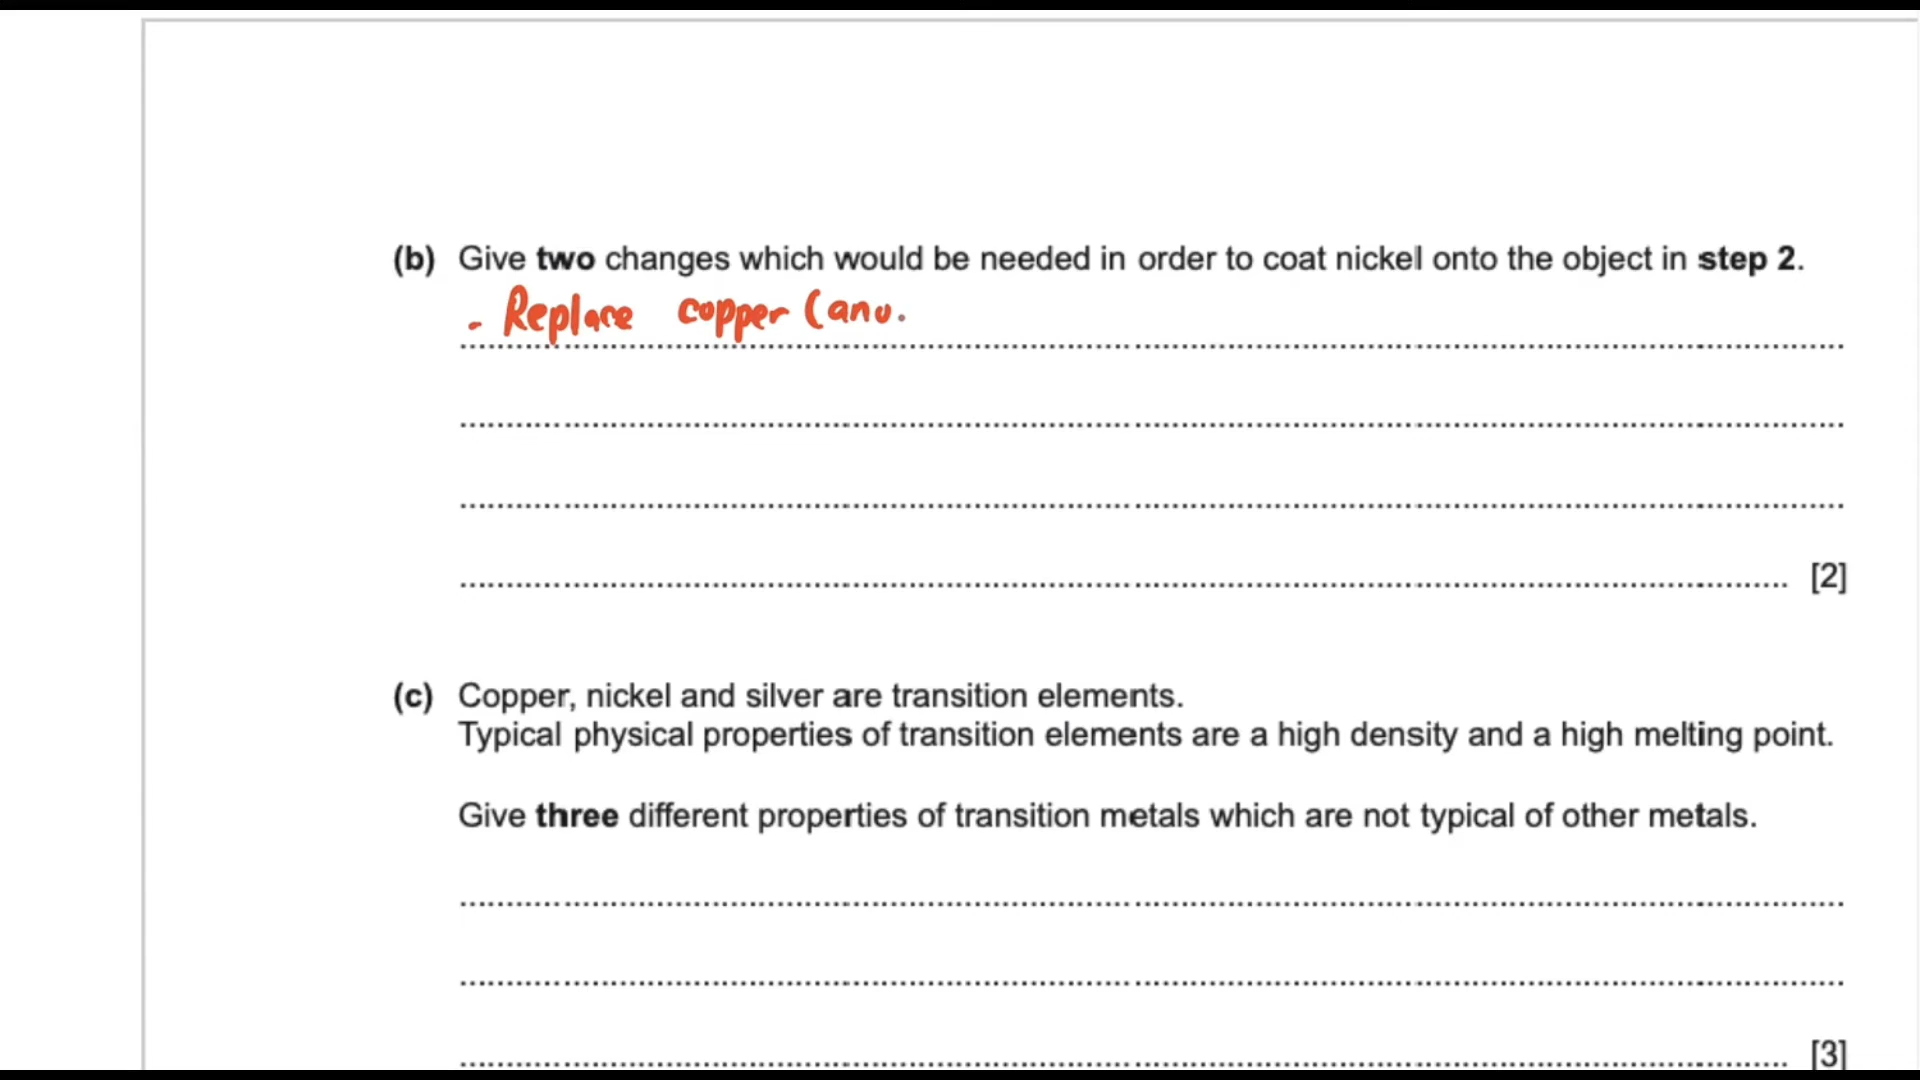 (b) Give two changes which would be needed in order to coat nickel onto the object in step 2.
- Replace copper (ano.
[2]
(c) Copper, nickel and silver are transition elements.
Typical physical properties of transition elements are a high density and a high melting point.
Give three different properties of transition metals which are not typical of other metals.
[3]